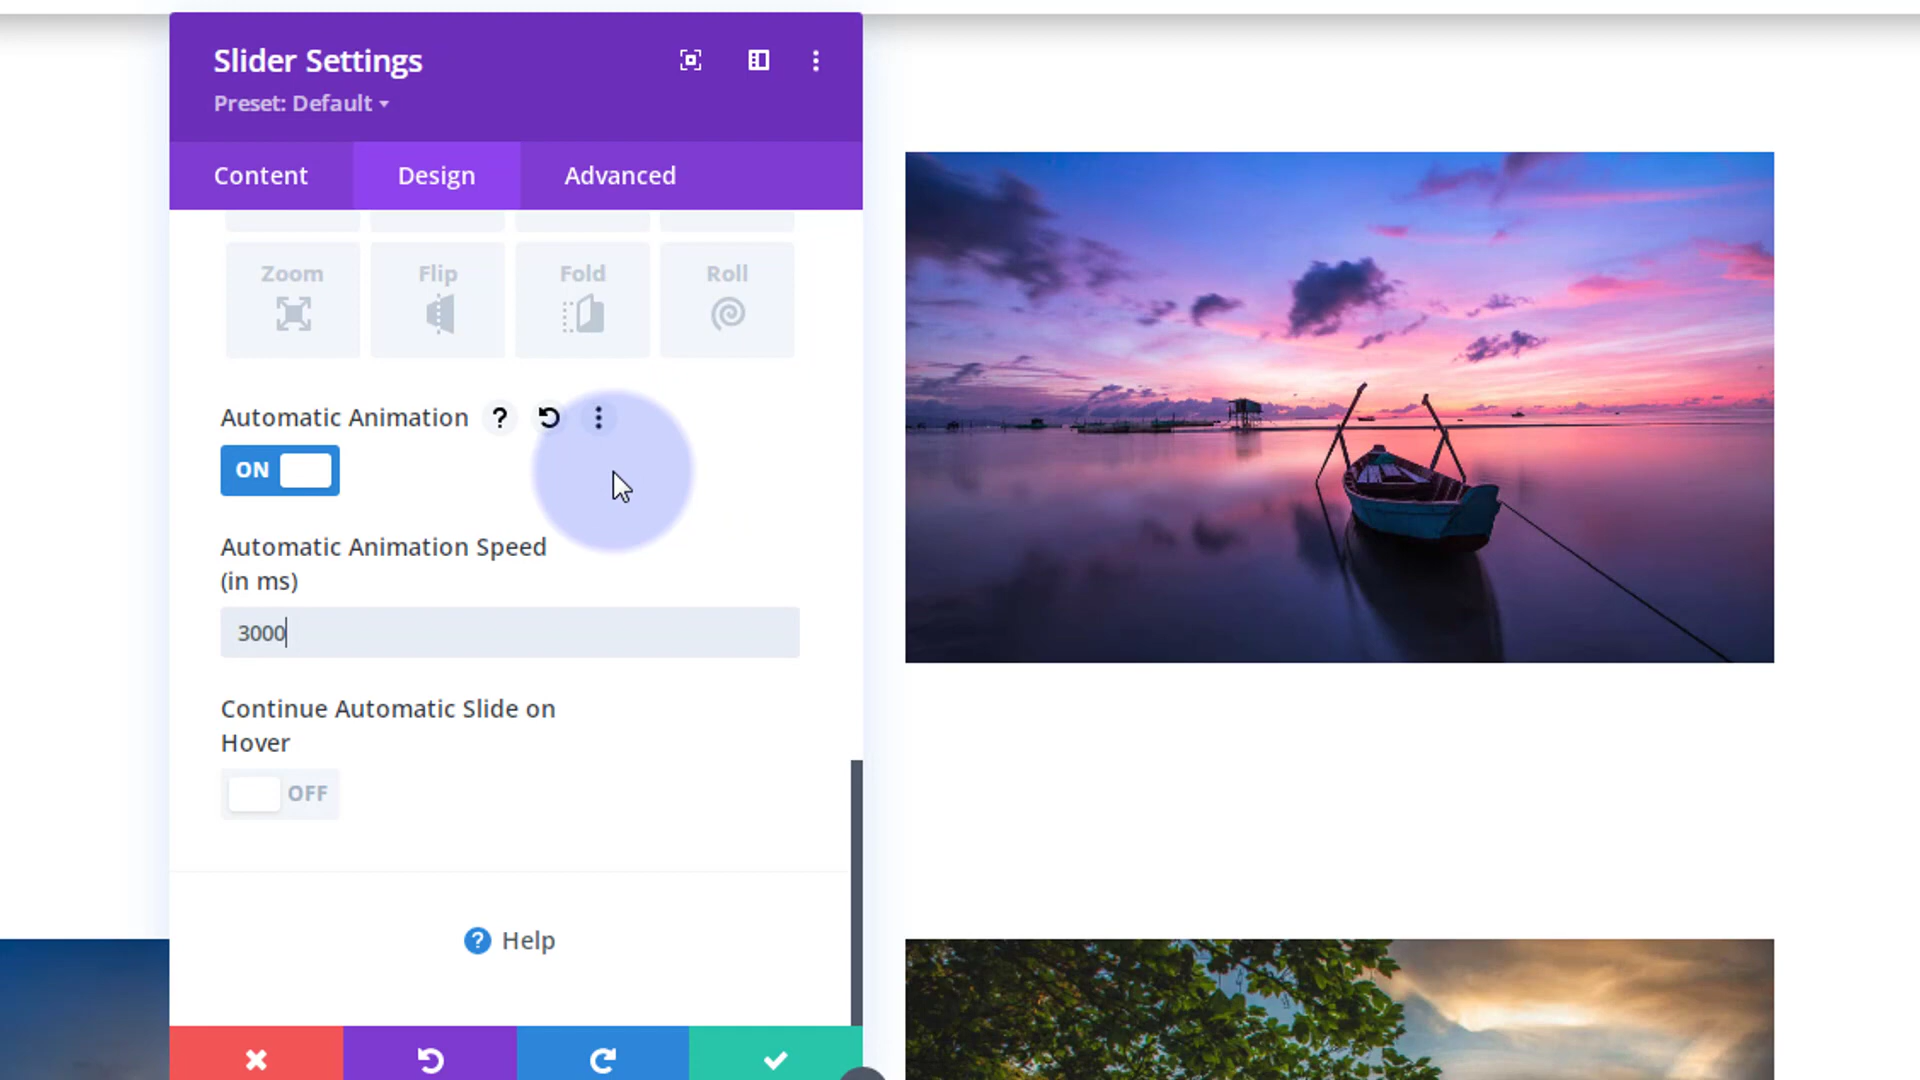 Slider Settings
Preset: Default
Content Design Advanced
Zoom Flip Fold Roll
Automatic Animation ?
ON
Automatic Animation Speed
(in ms)
3000
Continue Automatic Slide on
Hover
OFF
? Help